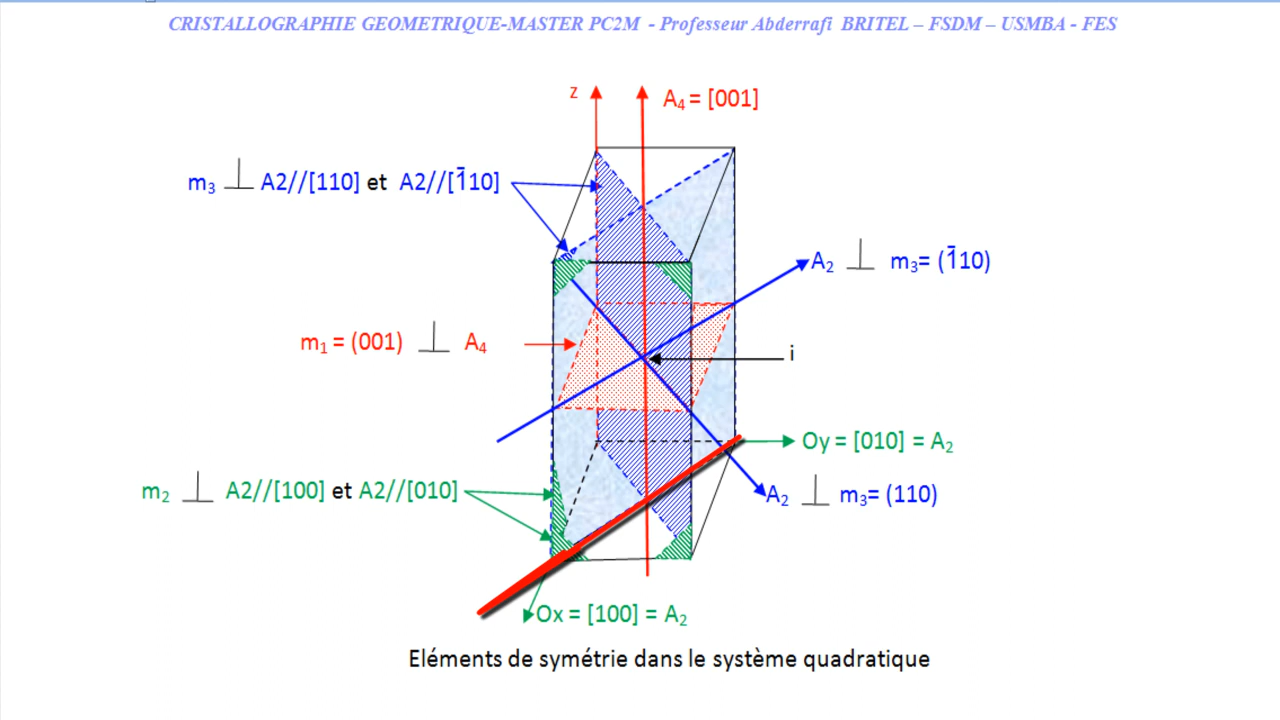 CRISTALLOGRAPHIE GEOMETRIQUE-MASTER PC2M - Professeur Abderrafi BRITEL – FSDM – USMBA - FES
z
A₄ = [001]
m₃ ⊥ A2//[110] et A2//[1̄10]
A₂ ⊥ m₃= (1̄10)
m₁ = (001) ⊥ A₄
i
Oy = [010] = A₂
m₂ ⊥ A2//[100] et A2//[010]
A₂ ⊥ m₃= (110)
Ox = [100] = A₂
Eléments de symétrie dans le système quadratique